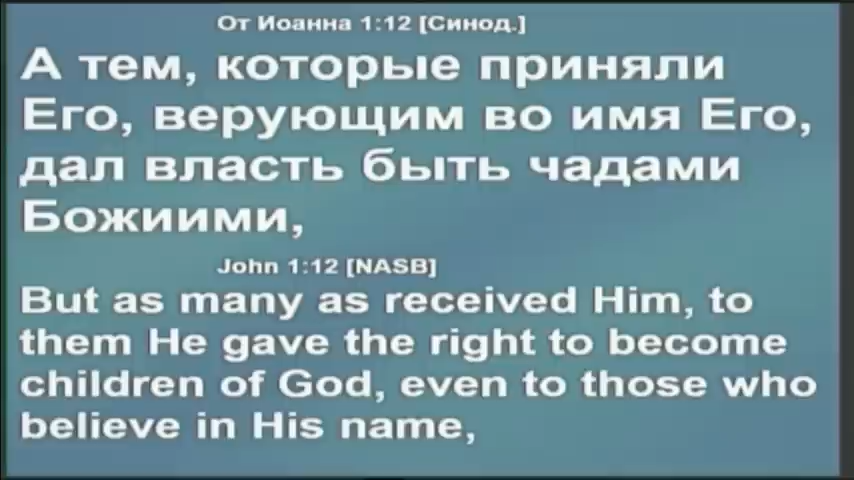 От Иоанна 1:12 [Синод.]
А тем, которые приняли
Его, верующим во имя Его,
дал власть быть чадами
Божиими,
John 1:12 [NASB]
But as many as received Him, to
them He gave the right to become
children of God, even to those who
believe in His name,